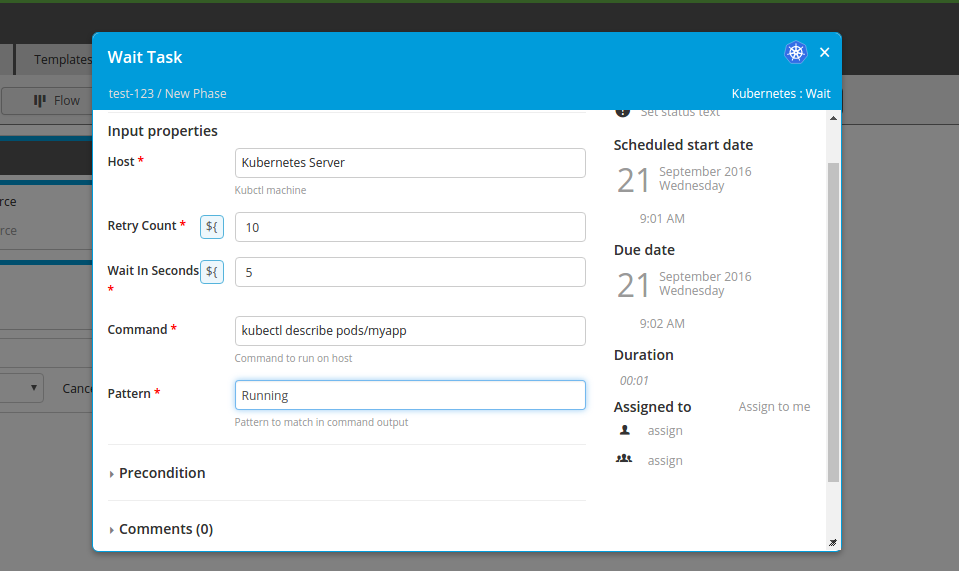 Templates
Flow
rce
rce
Cance
Wait Task
test-123 / New Phase
Kubernetes : Wait
Input properties
Host *
Kubernetes Server
Kubctl machine
Retry Count *
${
10
Wait In Seconds
*
${
5
Command *
kubectl describe pods/myapp
Command to run on host
Pattern *
Running
Pattern to match in command output
Precondition
Comments (0)
Set status text
Scheduled start date
21
September 2016
Wednesday
9:01 AM
Due date
21
September 2016
Wednesday
9:02 AM
Duration
00:01
Assigned to
Assign to me
assign
assign